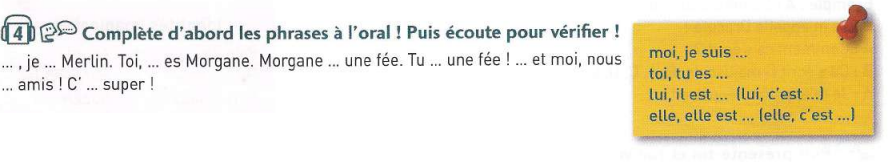 4 Complète d'abord les phrases à l'oral ! Puis écoute pour vérifier !
... , je ... Merlin. Toi, ... es Morgane. Morgane ... une fée. Tu ... une fée ! ... et moi, nous
... amis ! C' ... super !
moi, je suis ...
toi, tu es ...
lui, il est ... (lui, c'est ...)
elle, elle est ... (elle, c'est ...)